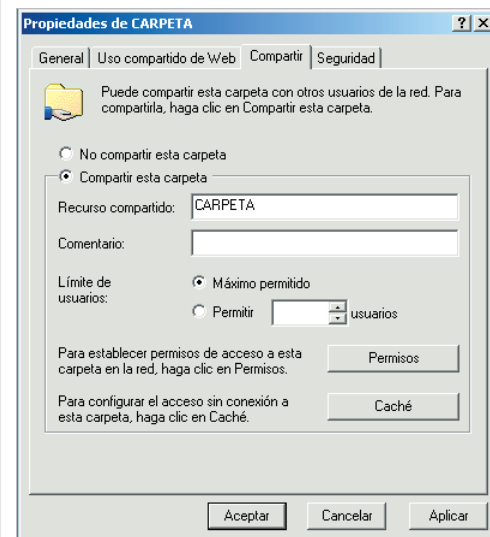 Propiedades de CARPETA
General Uso compartido de Web Compartir Seguridad
Puede compartir esta carpeta con otros usuarios de la red. Para
compartirla, haga clic en Compartir esta carpeta.
No compartir esta carpeta
Compartir esta carpeta
Recurso compartido: CARPETA
Comentario:
Límite de
usuarios:
Máximo permitido
Permitir usuarios
Para establecer permisos de acceso a esta
carpeta en la red, haga clic en Permisos.
Permisos
Para configurar el acceso sin conexión a
esta carpeta, haga clic en Caché.
Caché
Aceptar Cancelar Aplicar